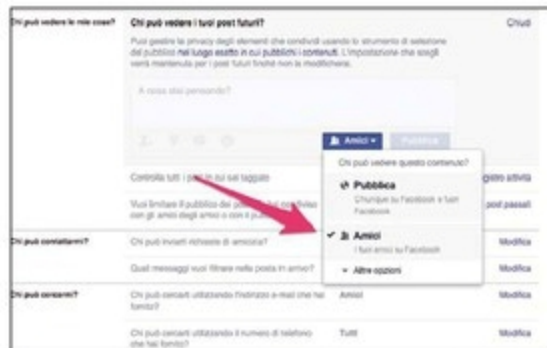 Chi può vedere le mie cose?
Chi può vedere i tuoi post futuri?
Chiudi
Puoi gestire la privacy degli elementi che condividi usando lo strumento di selezione
del pubblico nel luogo esatto in cui pubblichi i contenuti. L'impostazione che scegli
verrà mantenuta per i post futuri finché non la modificherai.
A cosa stai pensando?
Amici
Pubblica
Chi può vedere questo contenuto?
Pubblica
Chiunque su Facebook e fuori
Facebook
Amici
I tuoi amici su Facebook
Altre opzioni
Controlla tutti i post in cui sei taggato
registro attività
Vuoi limitare il pubblico dei post che hai condiviso
con gli amici degli amici o con il
post passati
Chi può contattarmi?
Chi può inviarti richieste di amicizia?
Modifica
Quali messaggi vuoi filtrare nella posta in arrivo?
Modifica
Chi può cercarmi?
Chi può cercarti utilizzando l'indirizzo e-mail che hai
fornito?
Amici
Modifica
Chi può cercarti utilizzando il numero di telefono
che hai fornito?
Tutti
Modifica